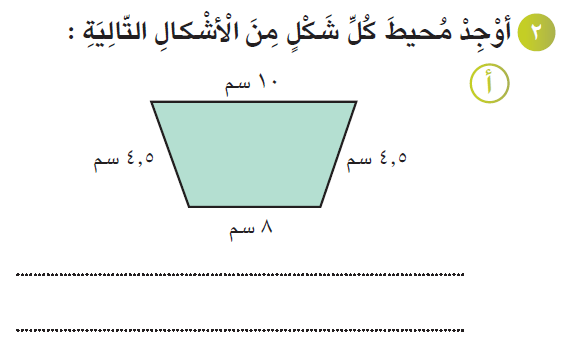 ٢ أَوْجِدْ مُحيطَ كُلِّ شَكْلٍ مِنَ الْأَشْكالِ التّالِيَةِ :
أ
١٠ سم
٤,٥ سم
٤,٥ سم
٨ سم